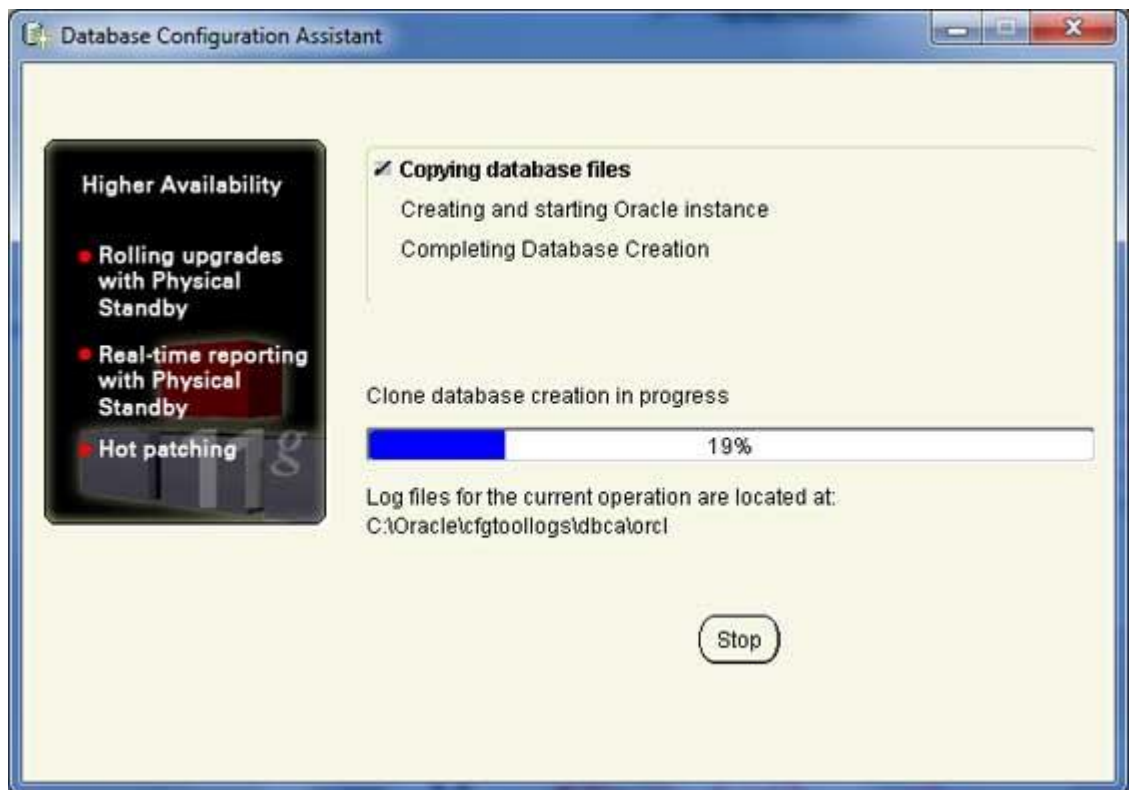 Database Configuration Assistant
Higher Availability
Rolling upgrades
with Physical
Standby
Real-time reporting
with Physical
Standby
Hot patching
11g
Copying database files
Creating and starting Oracle instance
Completing Database Creation
Clone database creation in progress
19%
Log files for the current operation are located at:
C:\Oracle\cfgtoollogs\dbca\orcl
Stop